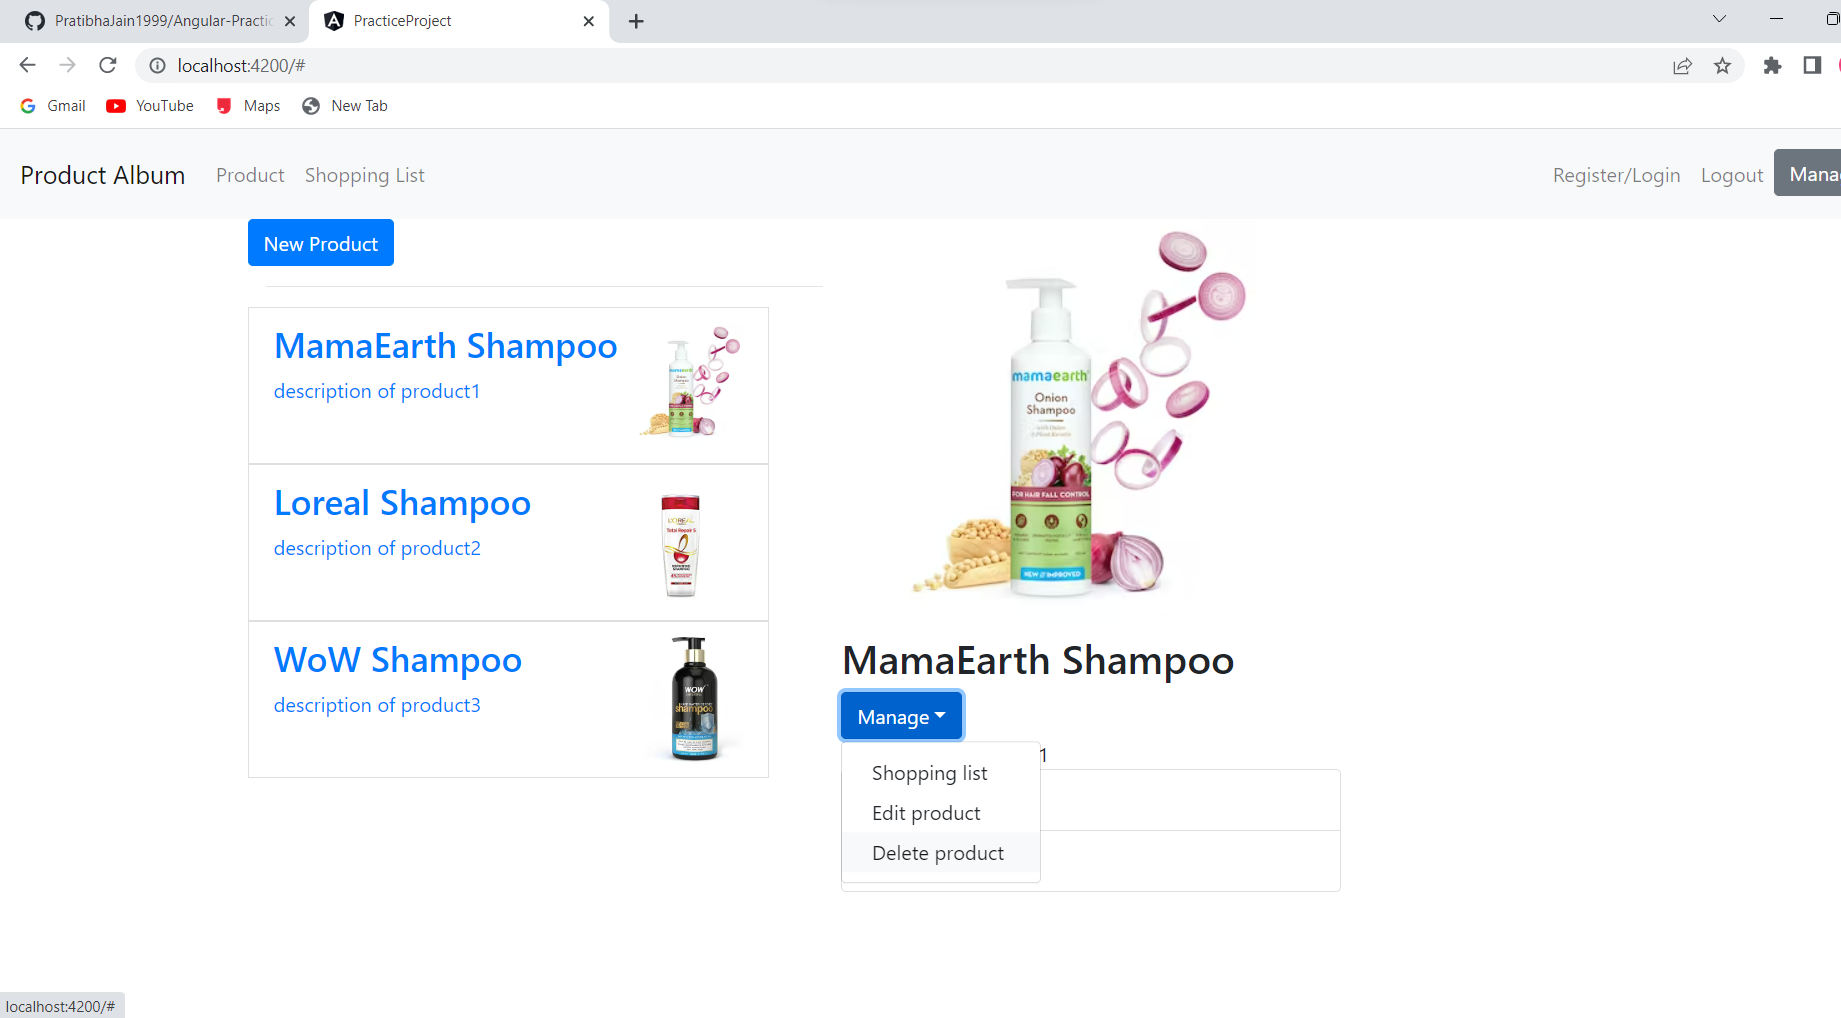 PratibhaJain1999/Angular-Practic
PracticeProject
localhost:4200/#
Gmail
YouTube
Maps
New Tab
Product Album
Product
Shopping List
Register/Login
Logout
Mana
New Product
MamaEarth Shampoo
description of product1
Loreal Shampoo
description of product2
WoW Shampoo
description of product3
mamaearth
Onion
Shampoo
FOR HAIR FALL CONTROL
NEW & IMPROVED
WOW
shampoo
MamaEarth Shampoo
Manage
1
Shopping list
Edit product
Delete product
localhost:4200/#